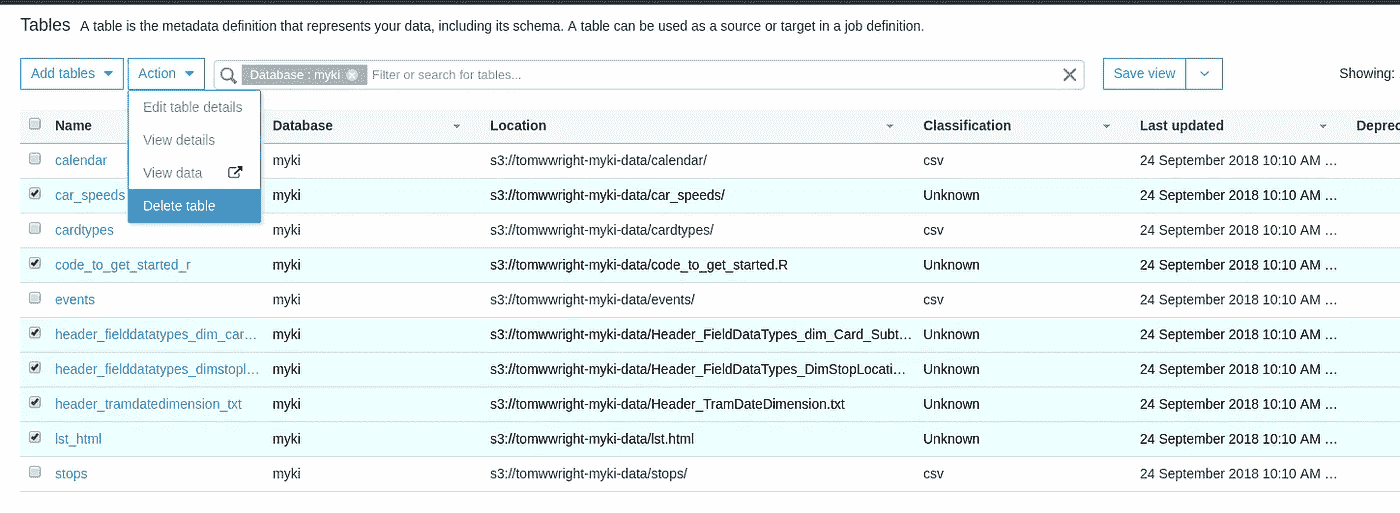 Tables A table is the metadata definition that represents your data, including its schema. A table can be used as a source or target in a job definition.
Add tables Action Database : myki Filter or search for tables... Save view Showing:
Edit table details
View details
View data
Delete table
Name Database Location Classification Last updated Deprec
calendar myki s3://tomwwright-myki-data/calendar/ csv 24 September 2018 10:10 AM ...
car_speeds myki s3://tomwwright-myki-data/car_speeds/ Unknown 24 September 2018 10:10 AM ...
cardtypes myki s3://tomwwright-myki-data/cardtypes/ csv 24 September 2018 10:10 AM ...
code_to_get_started_r myki s3://tomwwright-myki-data/code_to_get_started.R Unknown 24 September 2018 10:10 AM ...
events myki s3://tomwwright-myki-data/events/ csv 24 September 2018 10:10 AM ...
header_fielddatatypes_dim_car... myki s3://tomwwright-myki-data/Header_FieldDataTypes_dim_Card_Subt... Unknown 24 September 2018 10:10 AM ...
header_fielddatatypes_dimstopl... myki s3://tomwwright-myki-data/Header_FieldDataTypes_DimStopLocati... Unknown 24 September 2018 10:10 AM ...
header_tramdatedimension_txt myki s3://tomwwright-myki-data/Header_TramDateDimension.txt Unknown 24 September 2018 10:10 AM ...
lst_html myki s3://tomwwright-myki-data/lst.html Unknown 24 September 2018 10:10 AM ...
stops myki s3://tomwwright-myki-data/stops/ csv 24 September 2018 10:10 AM ...